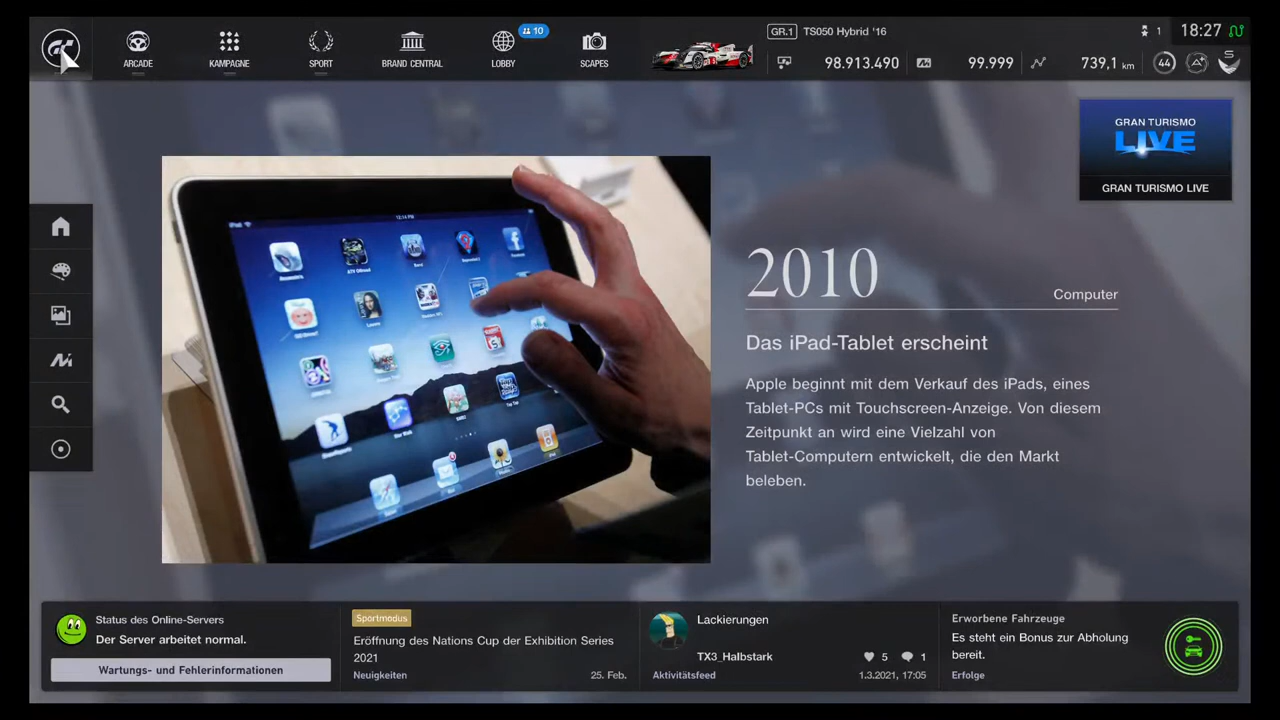 ARCADE
KAMPAGNE
SPORT
BRAND CENTRAL
10
LOBBY
SCAPES
GR.1 TS050 Hybrid '16
98.913.490
99.999
739,1 km
1
18:27
44
S
GRAN TURISMO
LIVE
GRAN TURISMO LIVE
12:14 PM
2010
Computer
Das iPad-Tablet erscheint
Apple beginnt mit dem Verkauf des iPads, eines
Tablet-PCs mit Touchscreen-Anzeige. Von diesem
Zeitpunkt an wird eine Vielzahl von
Tablet-Computern entwickelt, die den Markt
beleben.
Status des Online-Servers
Der Server arbeitet normal.
Wartungs- und Fehlerinformationen
Sportmodus
Eröffnung des Nations Cup der Exhibition Series
2021
Neuigkeiten
25. Feb.
Lackierungen
TX3_Halbstark
5
1
Aktivitätsfeed
1.3.2021, 17:05
Erworbene Fahrzeuge
Es steht ein Bonus zur Abholung
bereit.
Erfolge